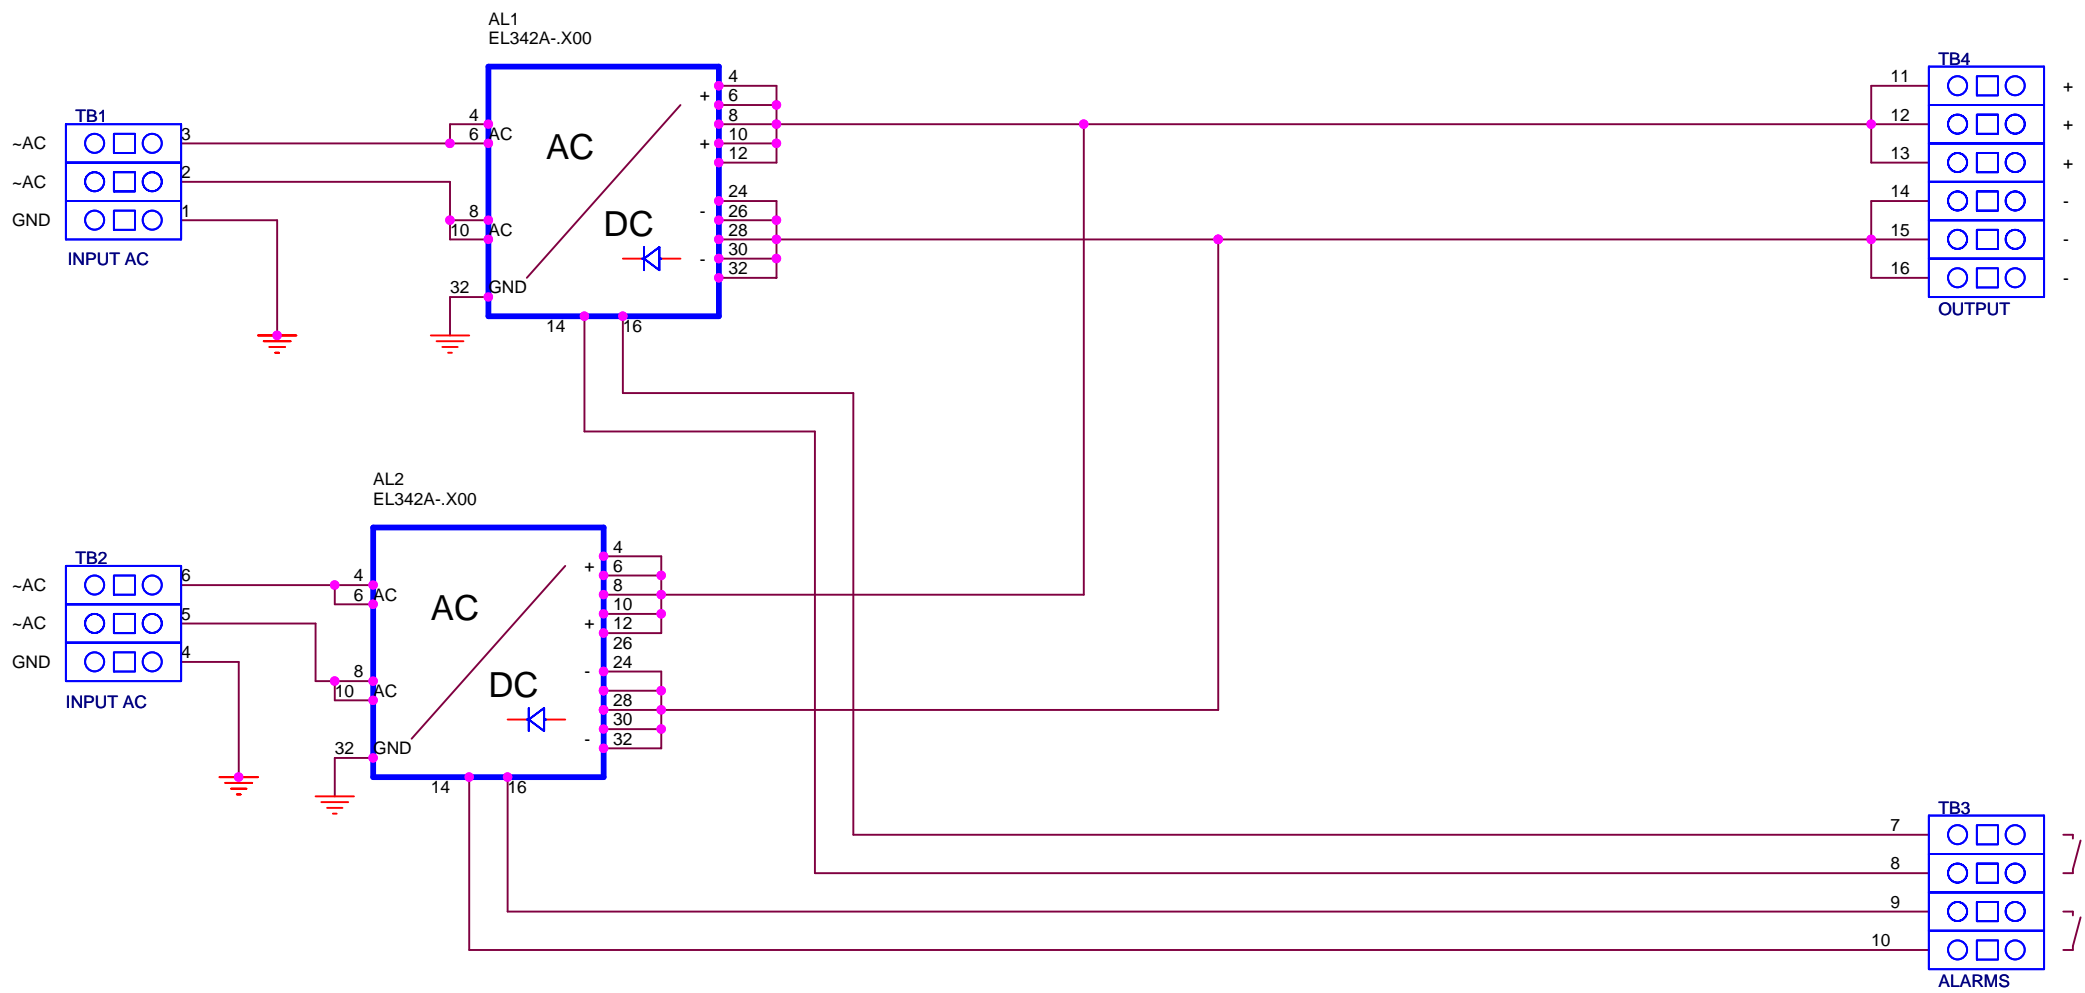 AL1
EL342A-.X00
TB1
~AC 3
~AC 2
GND 1
INPUT AC
4
6 AC
8
10 AC
32 GND
AC
DC
14 16
4
+ 6
8
+ 10
12
24
- 26
28
- 30
32
TB4
11 +
12 +
13 +
14 -
15 -
16 -
OUTPUT
AL2
EL342A-.X00
TB2
~AC 6
~AC 5
GND 4
INPUT AC
4
6 AC
8
10 AC
32 GND
AC
DC
14 16
4
+ 6
8
10
+ 12
26
- 24
28
30
- 32
TB3
7
8
9
10
ALARMS